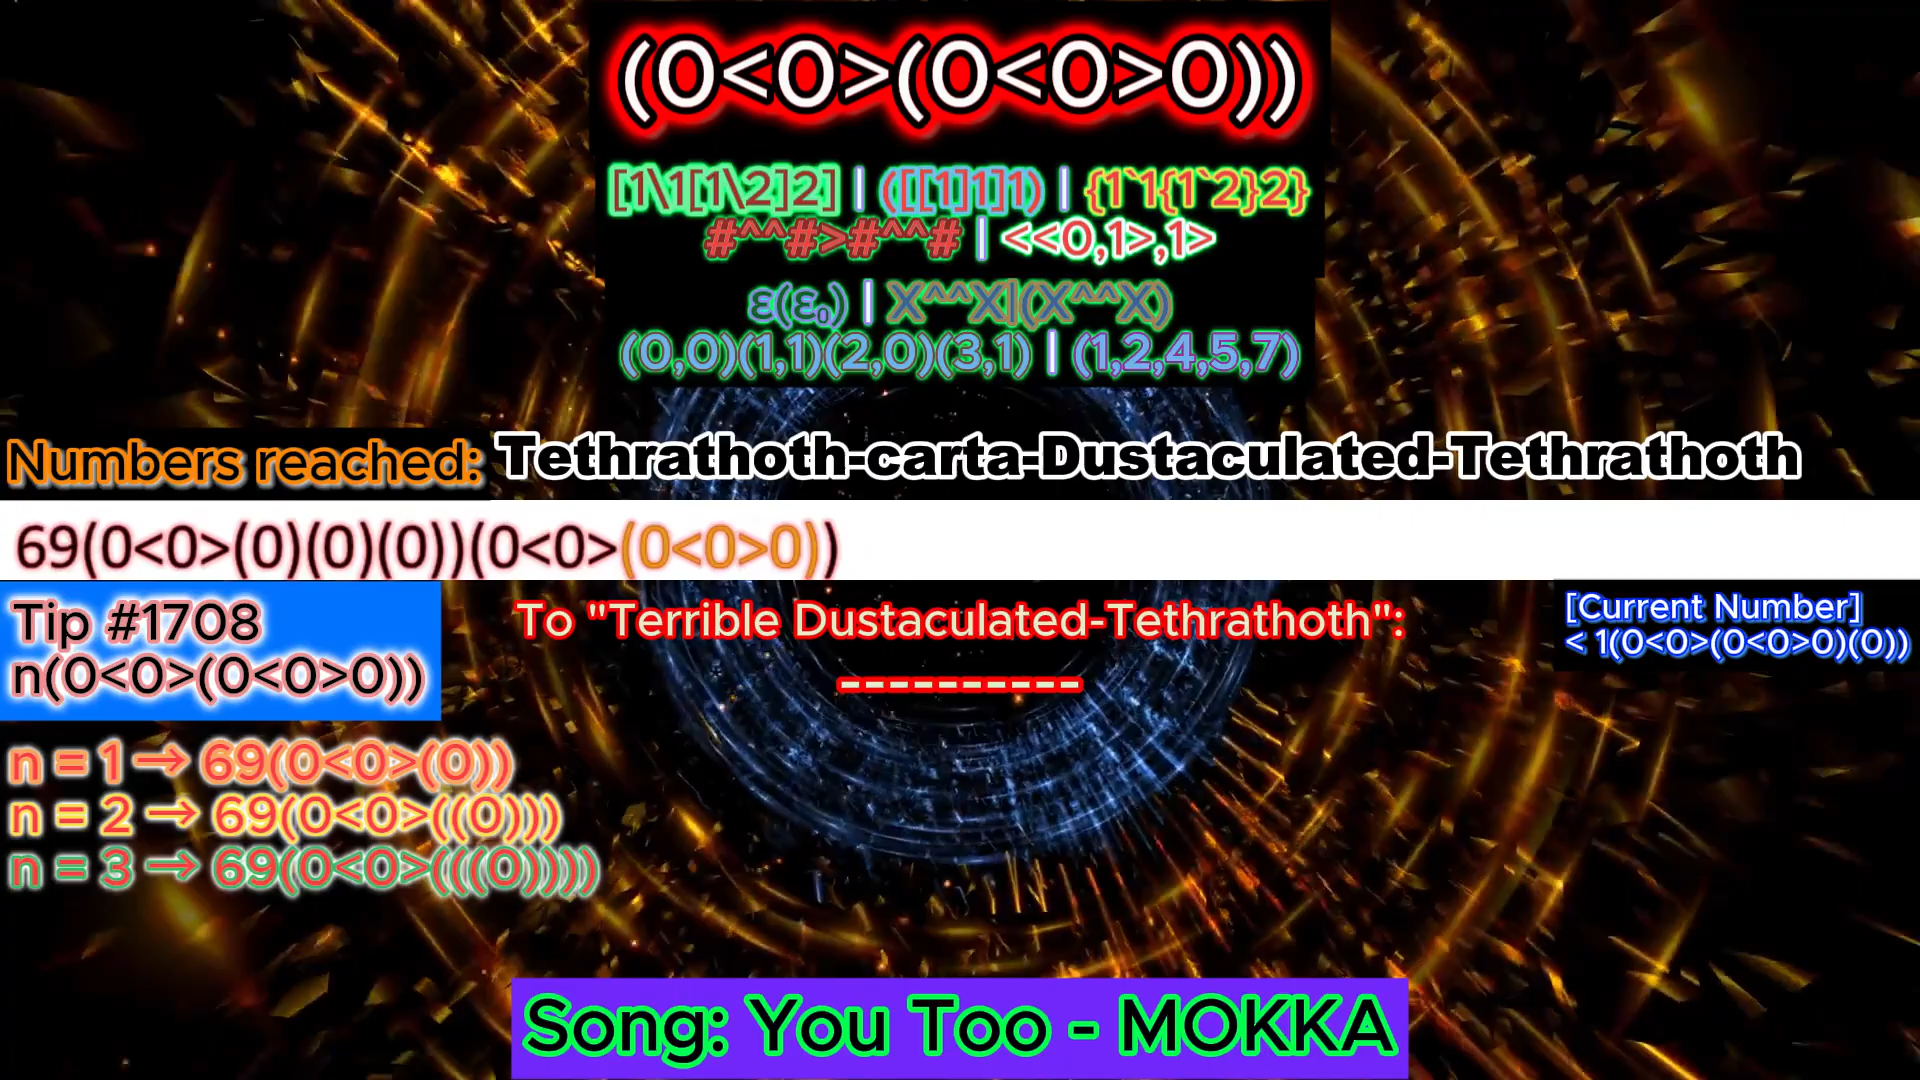 (0<0>(0<0>0))
[1\1[1\2]2] | ([[1]1]1) | {1`1{1`2}2}
#^^#>#^^# | <<0,1>,1>
ε(ε₀) | X^^X|(X^^X)
(0,0)(1,1)(2,0)(3,1) | (1,2,4,5,7)
Numbers reached: Tethrathoth-carta-Dustaculated-Tethrathoth
69(0<0>(0)(0)(0))(0<0>(0<0>0))
Tip #1708
n(0<0>(0<0>0))
To "Terrible Dustaculated-Tethrathoth":
----------
[Current Number]
< 1(0<0>(0<0>0)(0))
n = 1 → 69(0<0>(0))
n = 2 → 69(0<0>((0)))
n = 3 → 69(0<0>(((0))))
Song: You Too - MOKKA